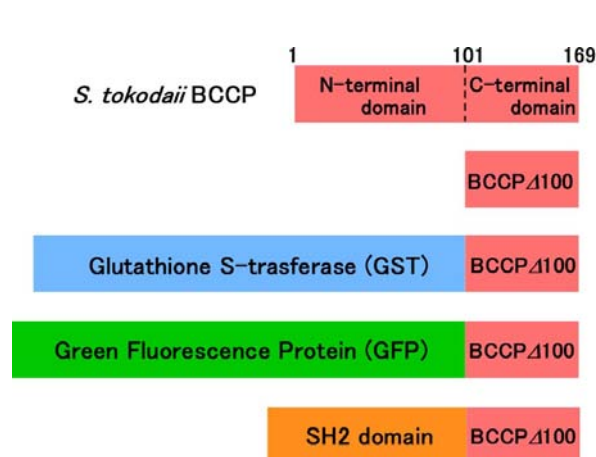 1 101 169
S. tokodaii BCCP
N-terminal domain
C-terminal domain
BCCPΔ100
Glutathione S-trasferase (GST) BCCPΔ100
Green Fluorescence Protein (GFP) BCCPΔ100
SH2 domain BCCPΔ100